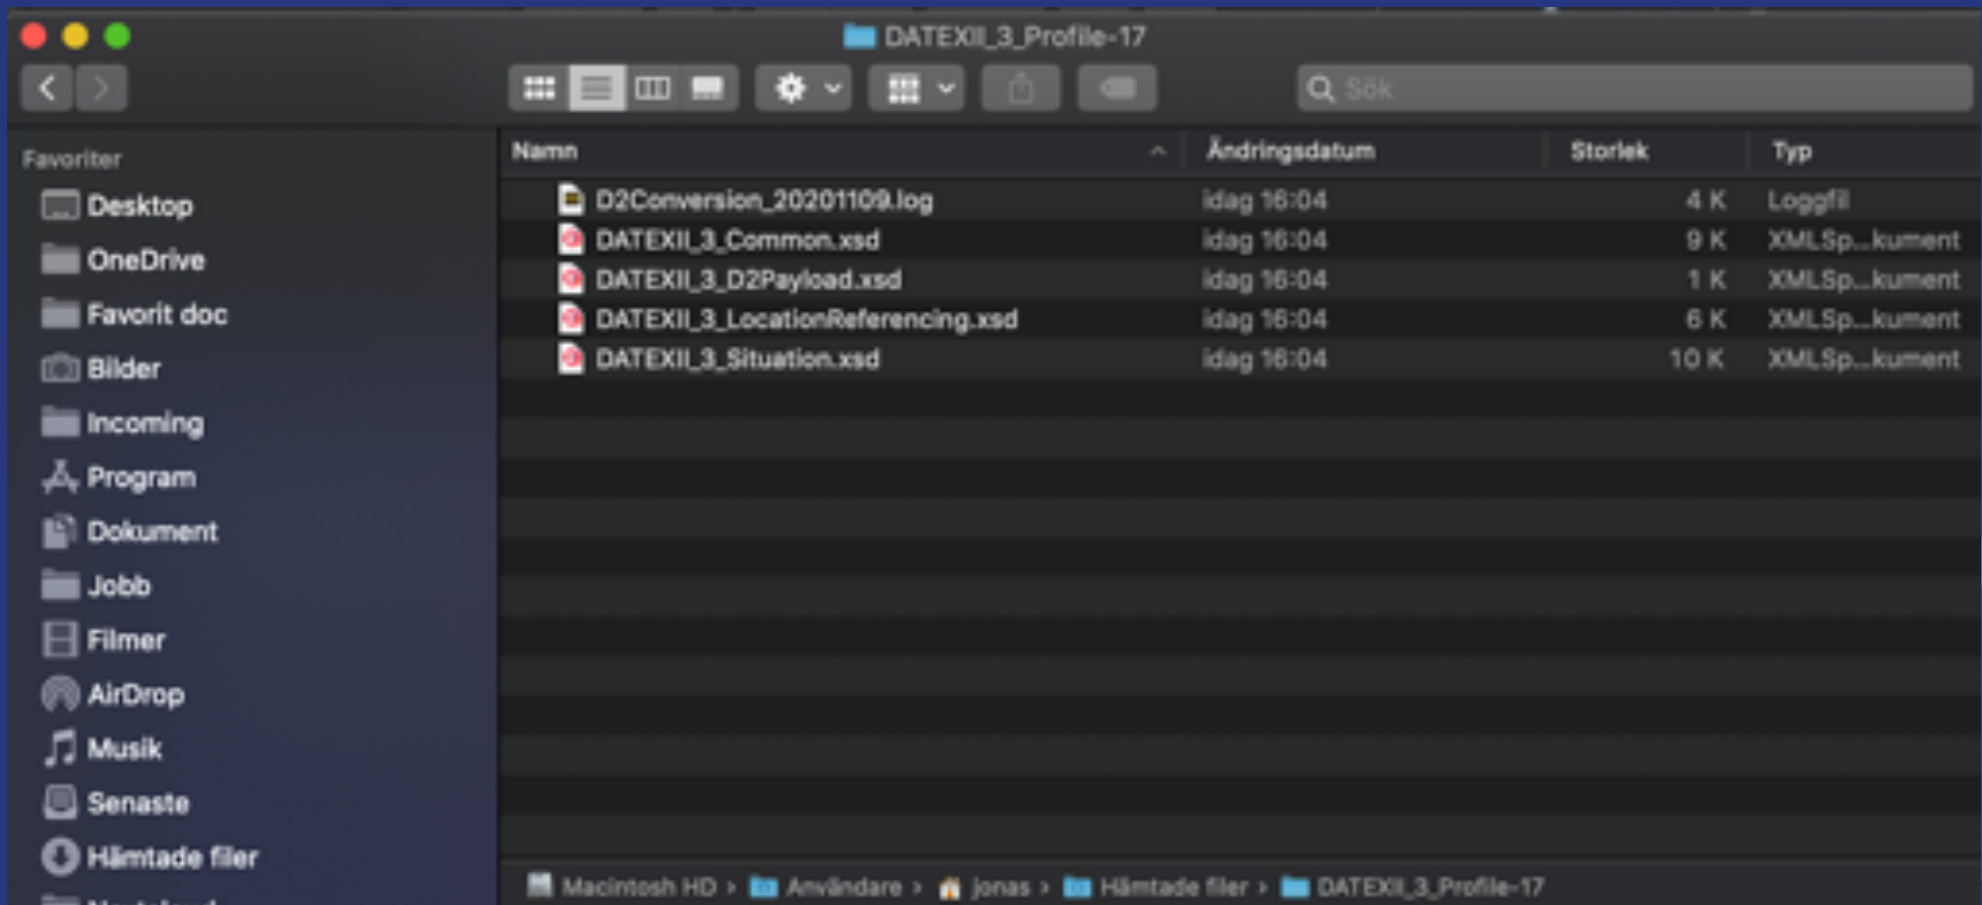 DATEXII_3_Profile-17
Sök
Favoriter
Desktop
OneDrive
Favorit doc
Bilder
Incoming
Program
Dokument
Jobb
Filmer
AirDrop
Musik
Senaste
Hämtade filer
Namn Ändringsdatum Storlek Typ
D2Conversion_20201109.log idag 16:04 4 K Loggfil
DATEXII_3_Common.xsd idag 16:04 9 K XMLSp...kument
DATEXII_3_D2Payload.xsd idag 16:04 1 K XMLSp...kument
DATEXII_3_LocationReferencing.xsd idag 16:04 6 K XMLSp...kument
DATEXII_3_Situation.xsd idag 16:04 10 K XMLSp...kument
Macintosh HD › Användare › jonas › Hämtade filer › DATEXII_3_Profile-17